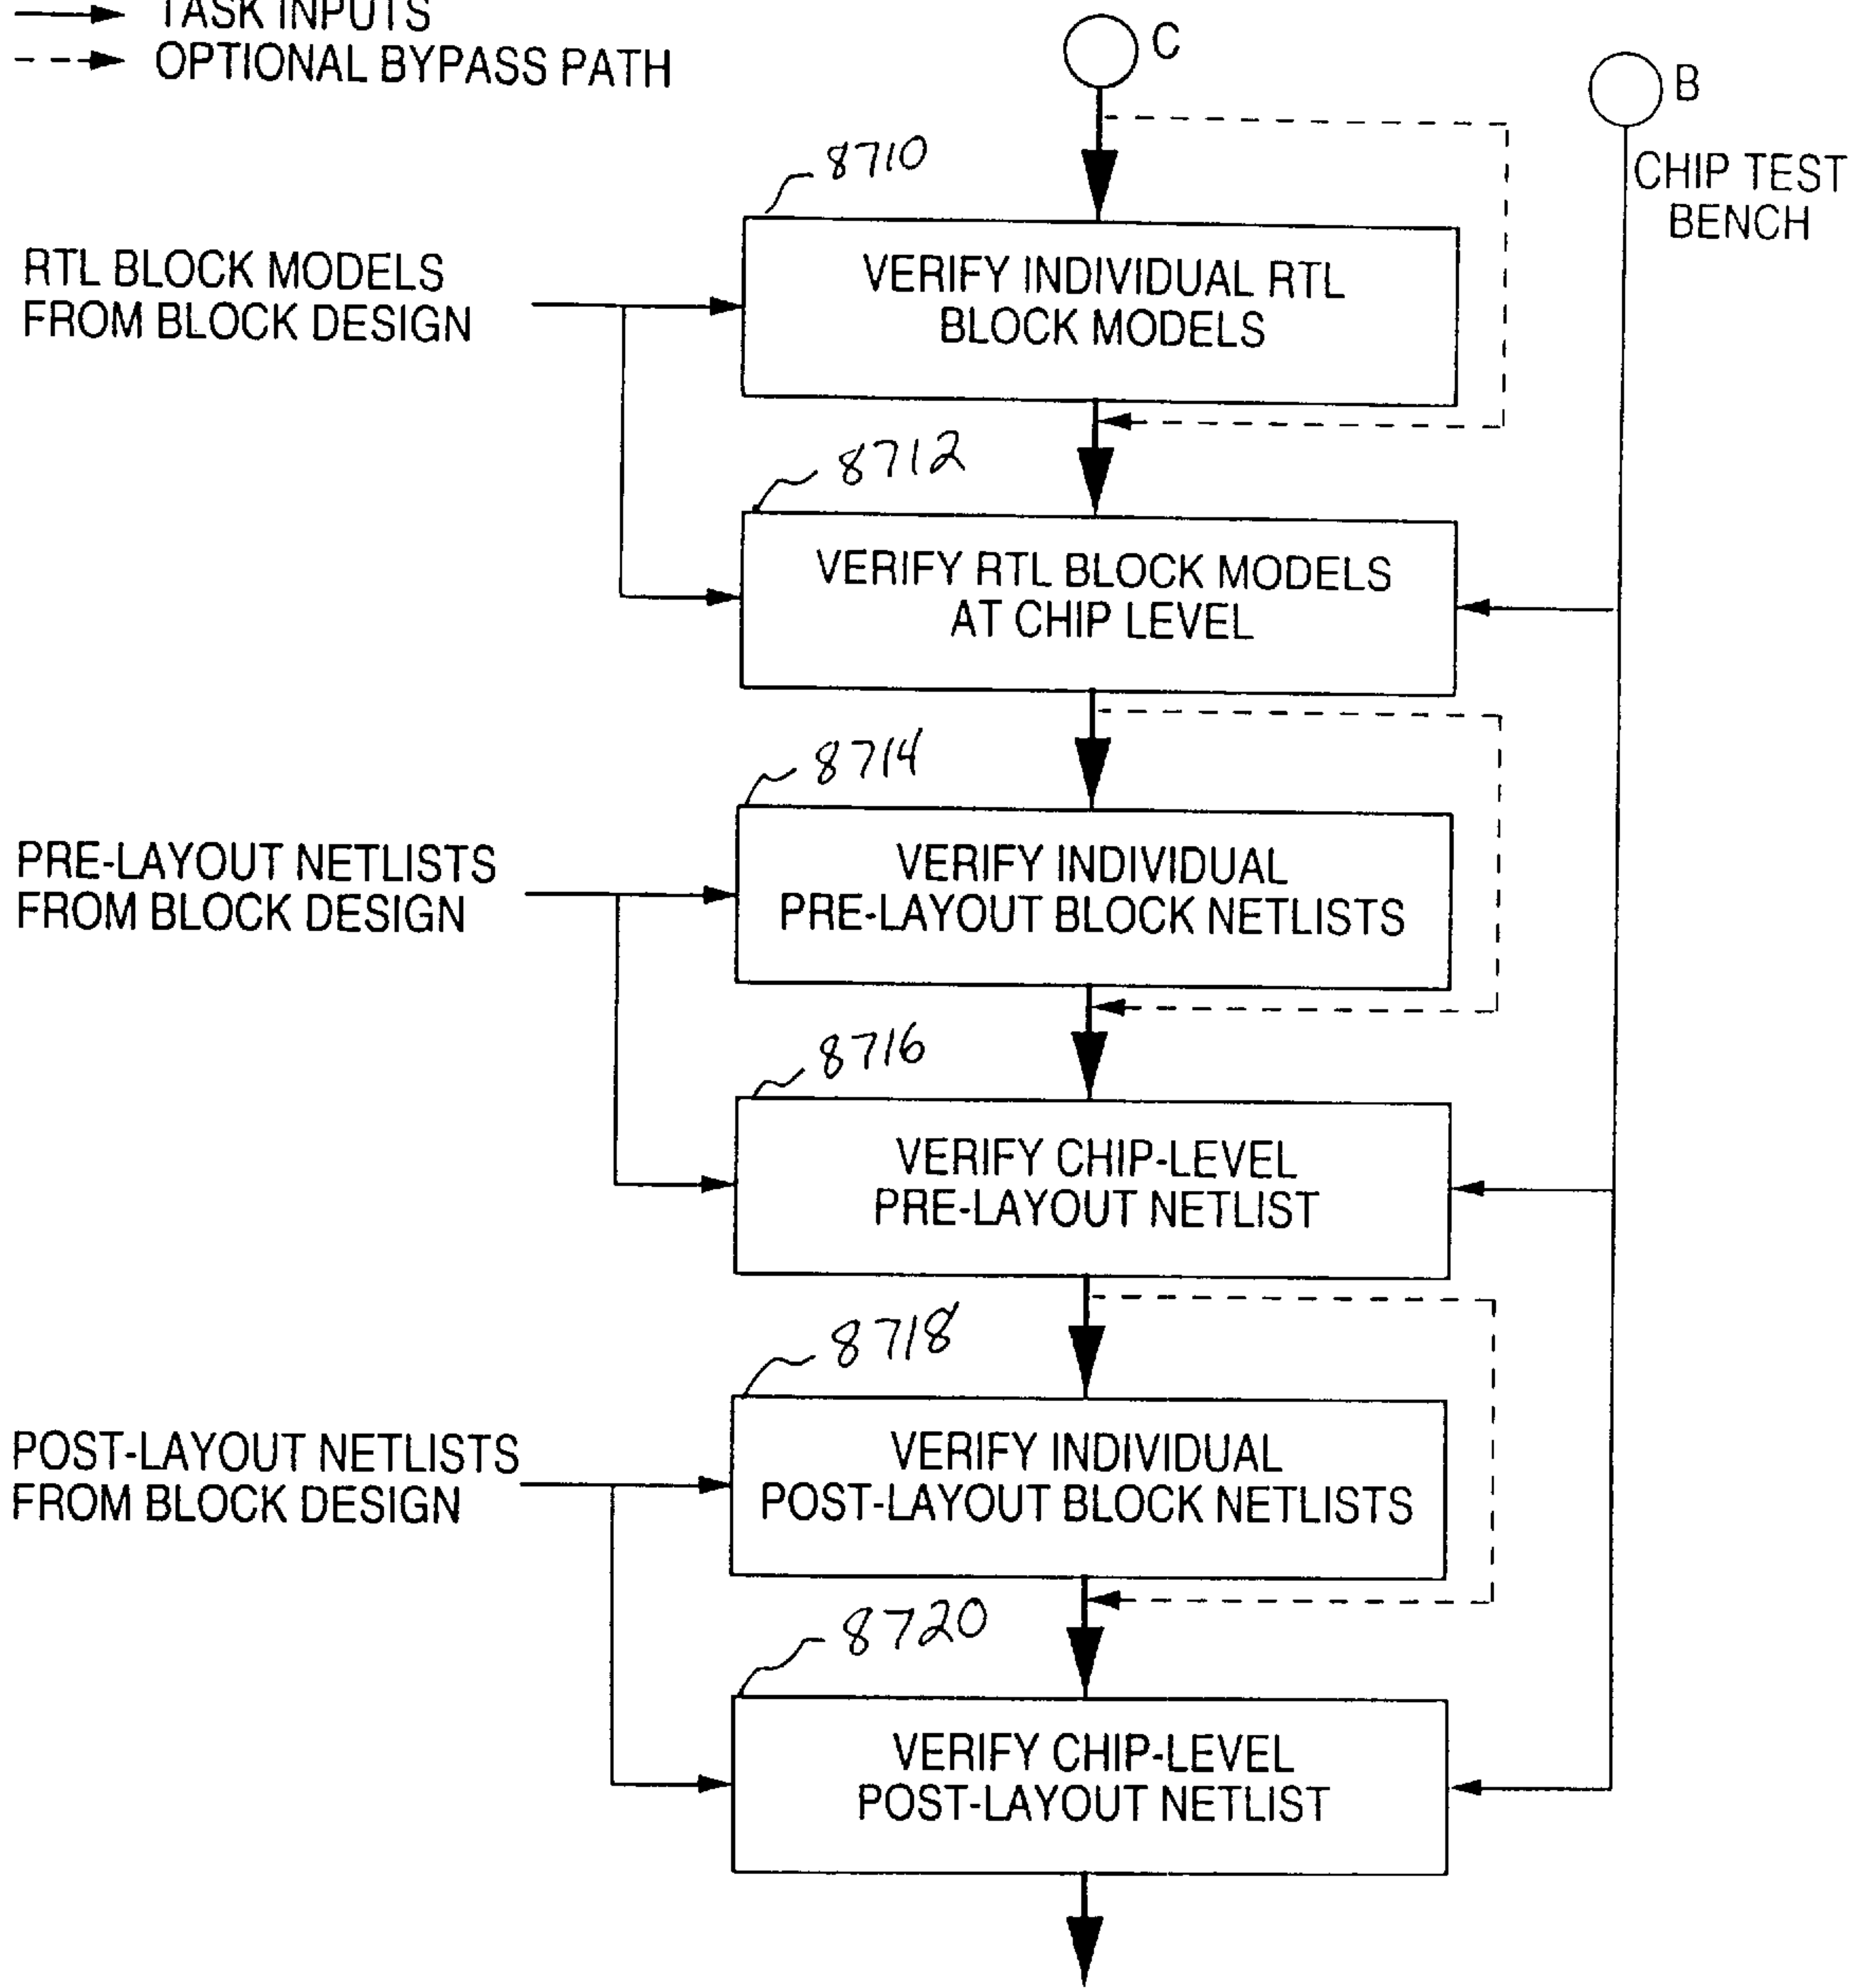 TASK INPUTS
OPTIONAL BYPASS PATH
C
B
CHIP TEST
BENCH
8710
RTL BLOCK MODELS
FROM BLOCK DESIGN
VERIFY INDIVIDUAL RTL
BLOCK MODELS
8712
VERIFY RTL BLOCK MODELS
AT CHIP LEVEL
8714
PRE-LAYOUT NETLISTS
FROM BLOCK DESIGN
VERIFY INDIVIDUAL
PRE-LAYOUT BLOCK NETLISTS
8716
VERIFY CHIP-LEVEL
PRE-LAYOUT NETLIST
8718
POST-LAYOUT NETLISTS
FROM BLOCK DESIGN
VERIFY INDIVIDUAL
POST-LAYOUT BLOCK NETLISTS
8720
VERIFY CHIP-LEVEL
POST-LAYOUT NETLIST